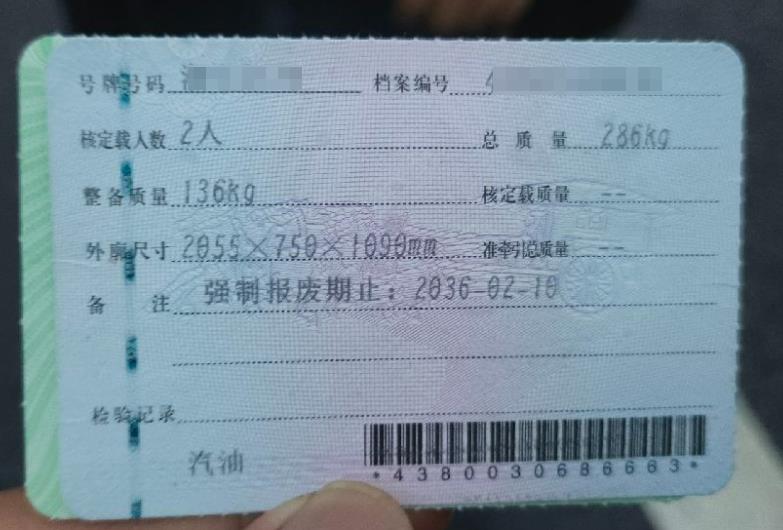 号牌号码 档案编号
核定载人数 2人 总质量 286kg
整备质量 136kg 核定载质量 --
外廓尺寸 2055×750×1090mm 准牵引总质量 --
备注 强制报废期止：2036-02-10
检验记录
汽油
*4380030686663*